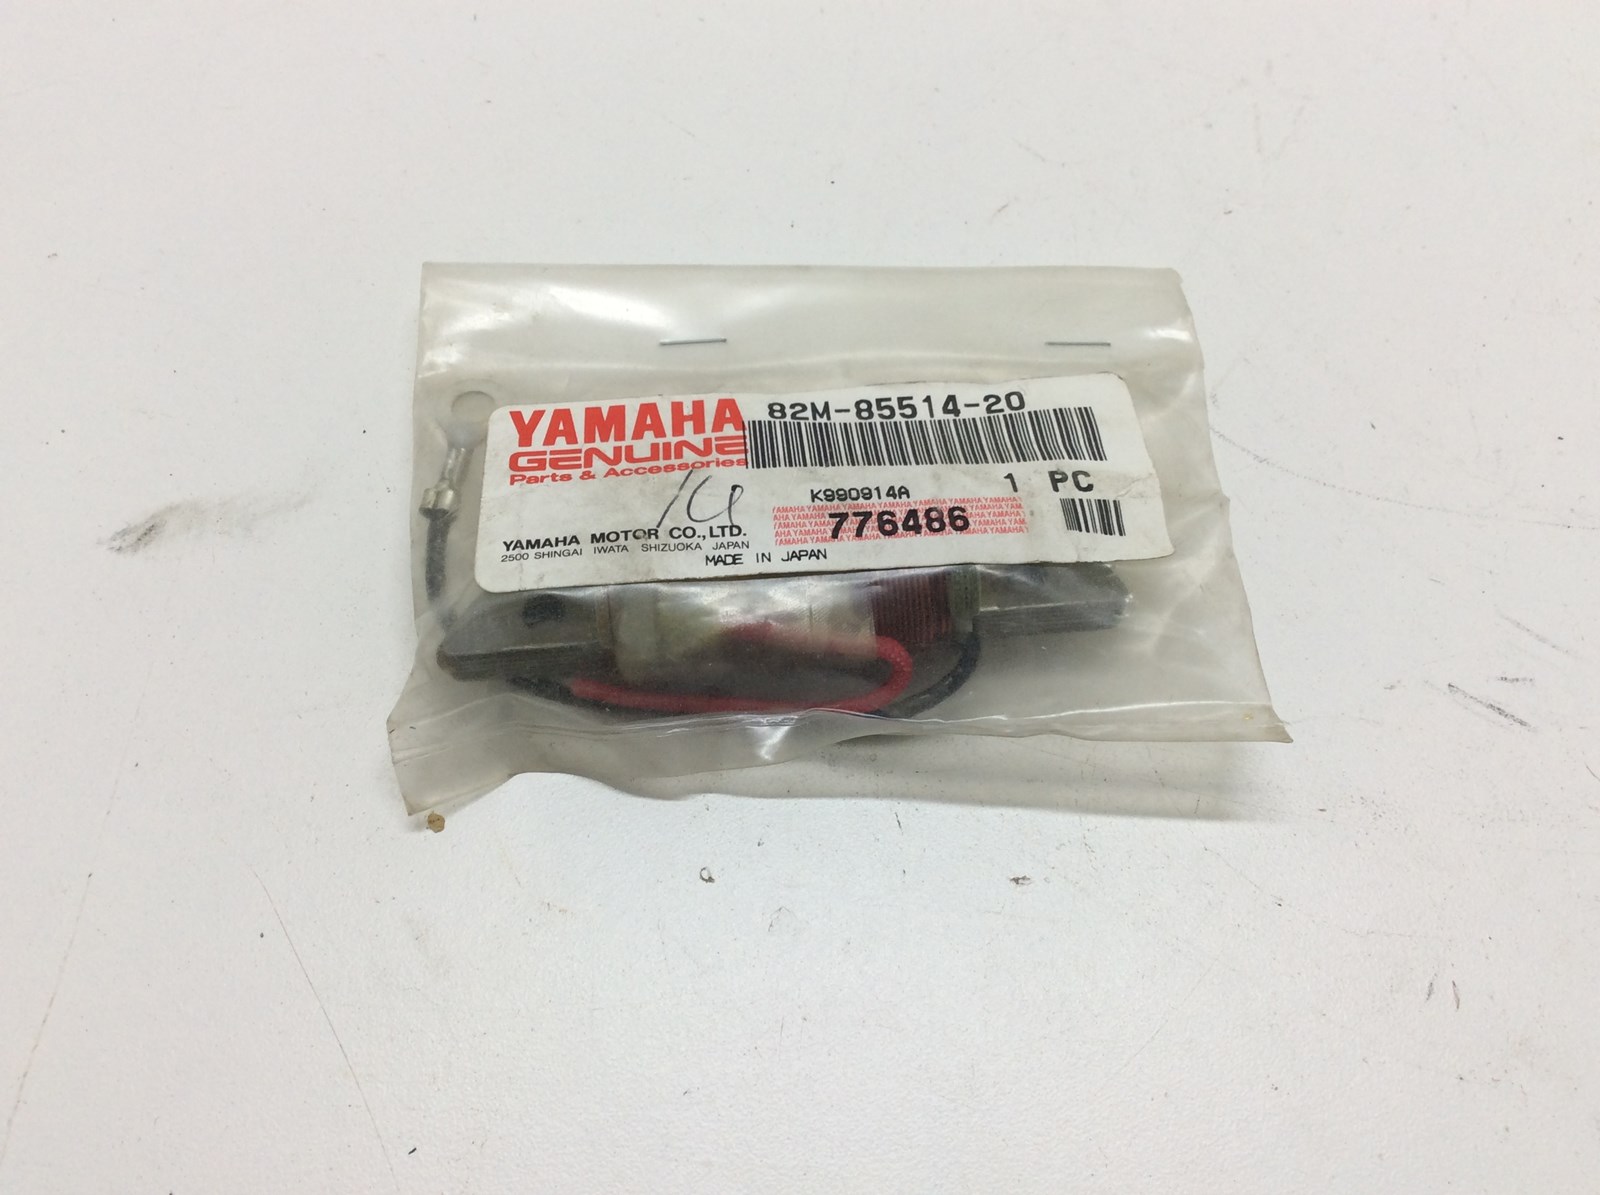 YAMAHA
GENUINE
Parts & Accessories
82M-85514-20
K990914A
1 PC
14
776486
YAMAHA MOTOR CO.,LTD.
2500 SHINGAI IWATA SHIZUOKA JAPAN
MADE IN JAPAN